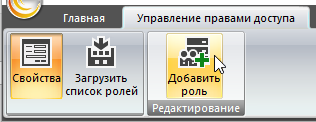 Главная Управление правами доступа
Свойства Загрузить список ролей Добавить роль
Редактирование